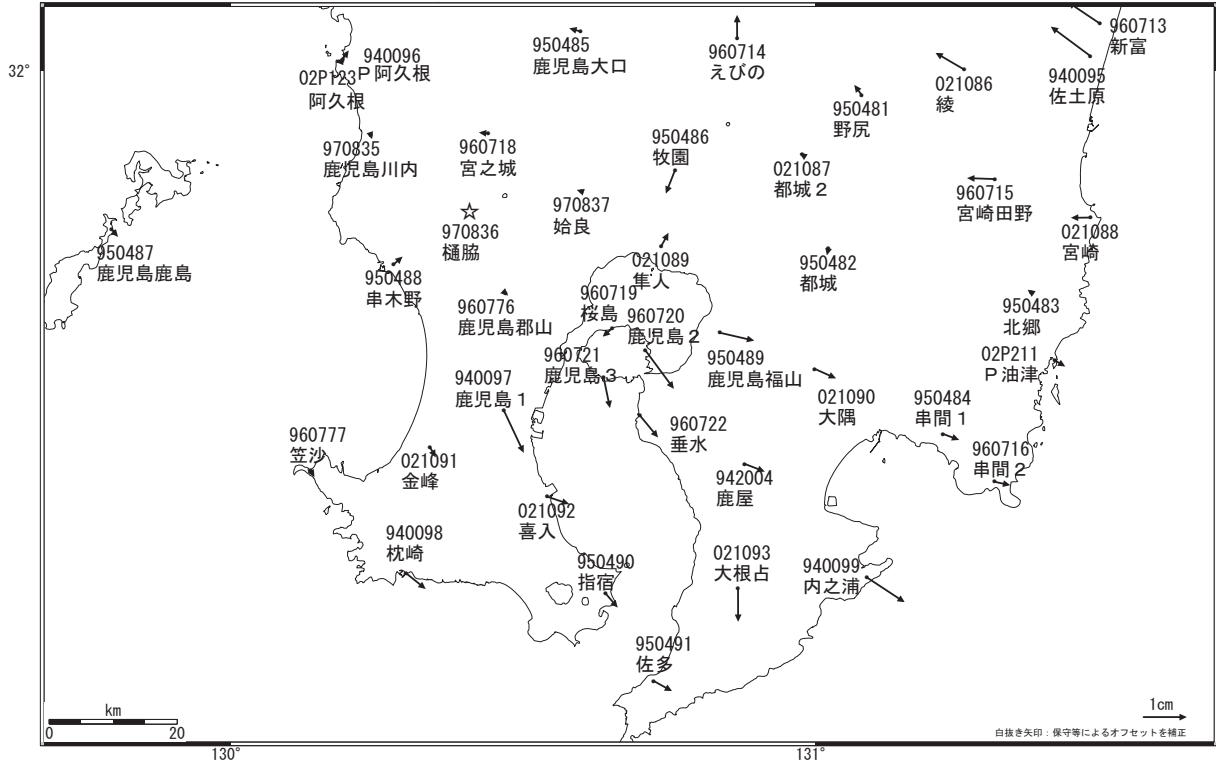 960713
新富
940096
Ｐ阿久根
950485
鹿児島大口
960714
えびの
32°
02P123
阿久根
021086
綾
940095
佐土原
950481
野尻
970835
鹿児島川内
960718
宮之城
950486
牧園
021087
都城２
960715
宮崎田野
970837
姶良
970836
樋脇
021088
宮崎
950487
鹿児島鹿島
021089
隼人
950482
都城
950488
串木野
960776
鹿児島郡山
960719
桜島
960720
鹿児島２
950483
北郷
960721
鹿児島３
950489
鹿児島福山
02P211
Ｐ油津
940097
鹿児島１
021090
大隅
950484
串間１
960777
笠沙
960722
垂水
021091
金峰
942004
鹿屋
960716
串間２
021092
喜入
940098
枕崎
950490
指宿
021093
大根占
940099
内之浦
950491
佐多
km
0
20
1cm
白抜き矢印：保守等によるオフセットを補正
130°
131°